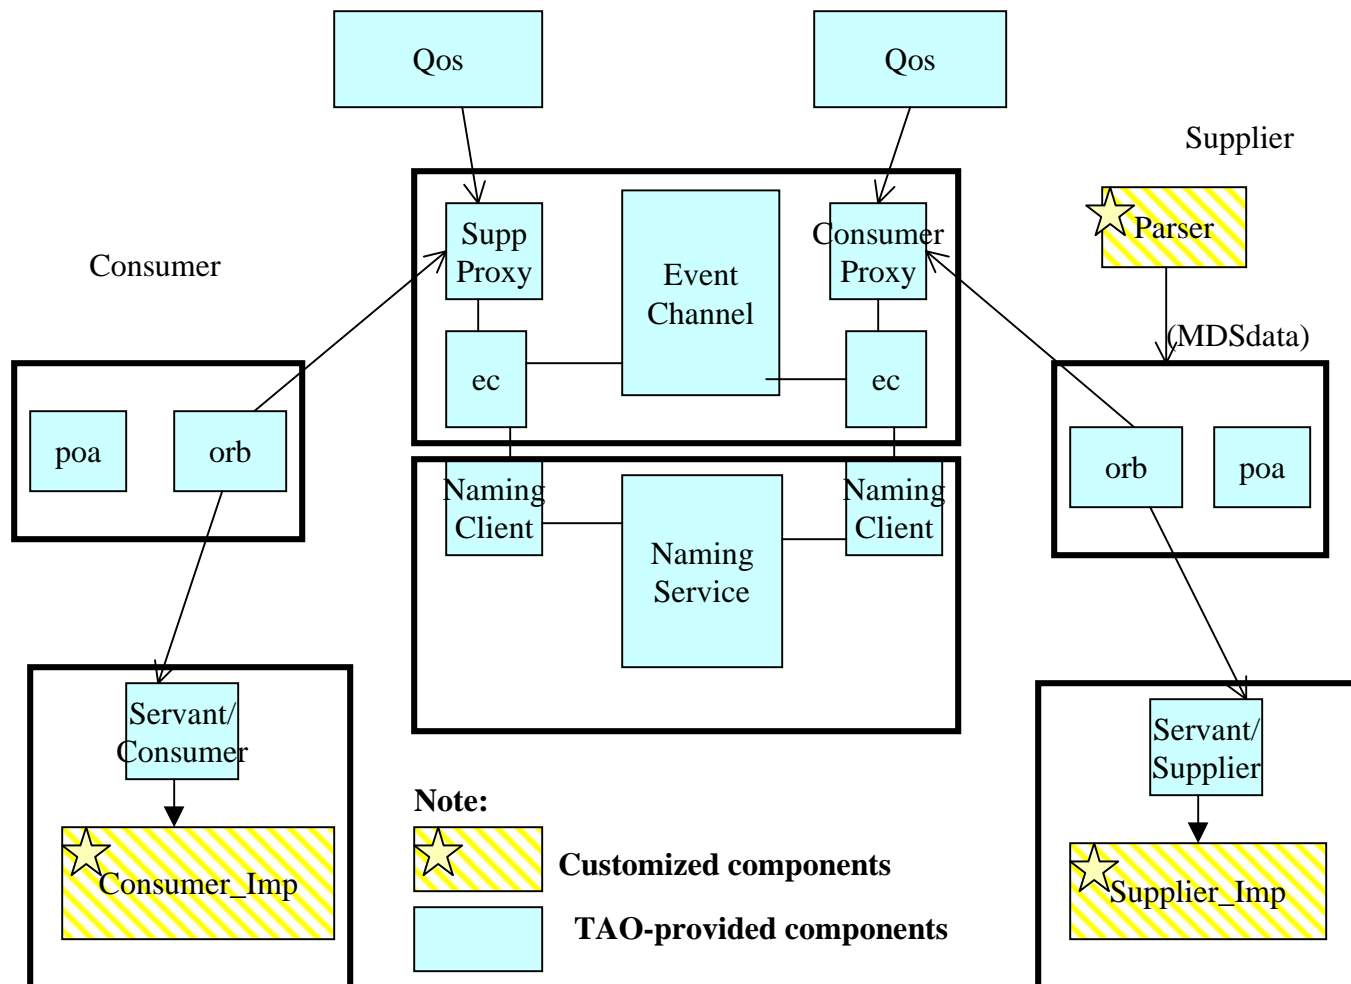 Qos
Qos
Supplier
Parser
Supp
Proxy
Event
Channel
Consumer
Proxy
Consumer
(MDSdata)
ec
ec
poa
orb
orb
poa
Naming
Client
Naming
Service
Naming
Client
Servant/
Consumer
Servant/
Supplier
Note:
Customized components
Consumer_Imp
Supplier_Imp
TAO-provided components